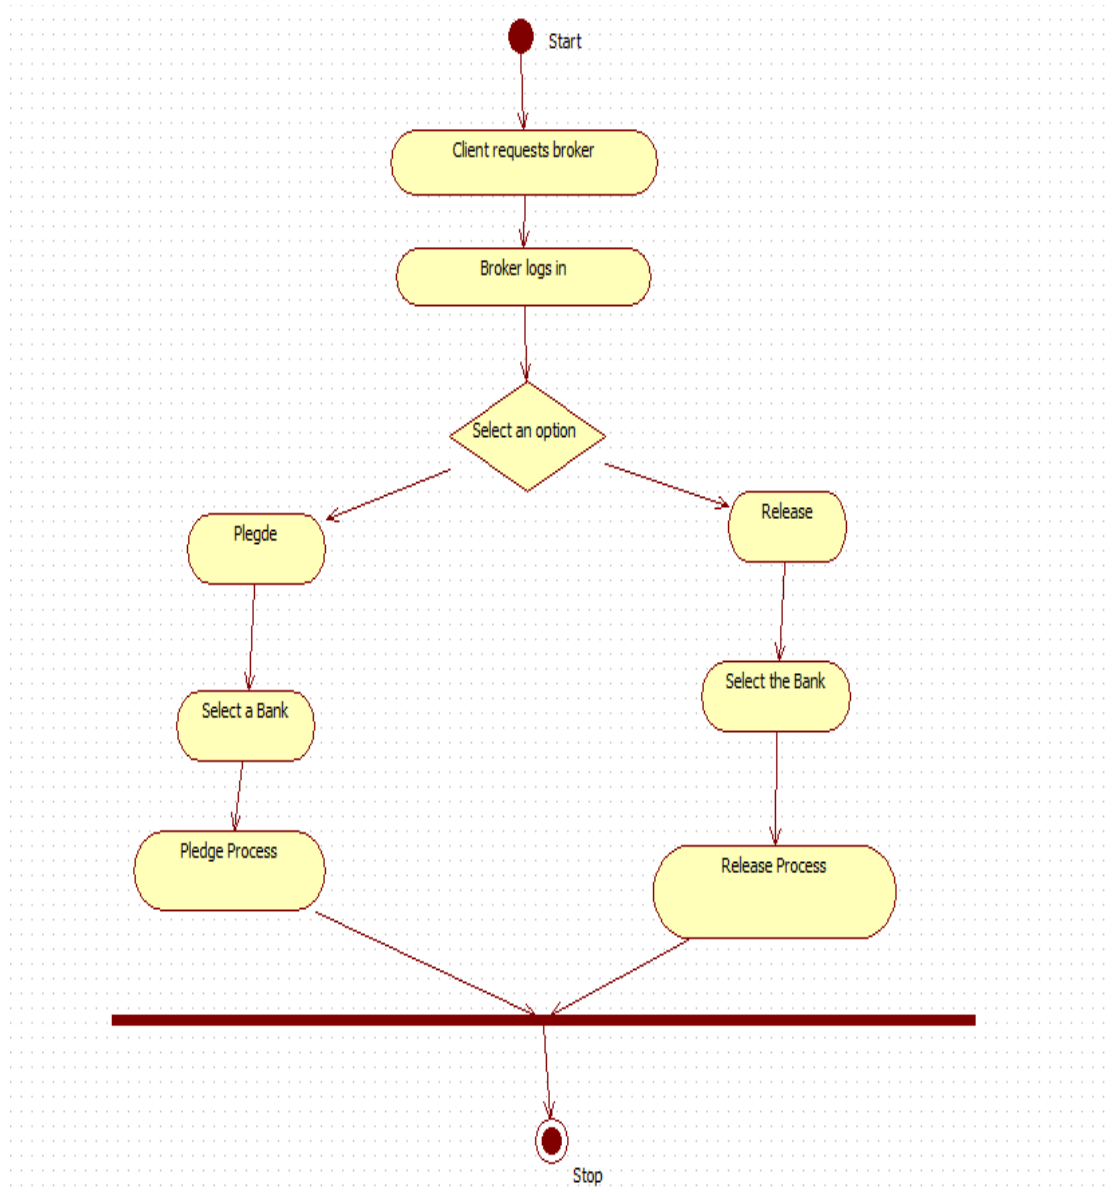 Start
Client requests broker
Broker logs in
Select an option
Plegde
Release
Select a Bank
Select the Bank
Pledge Process
Release Process
Stop